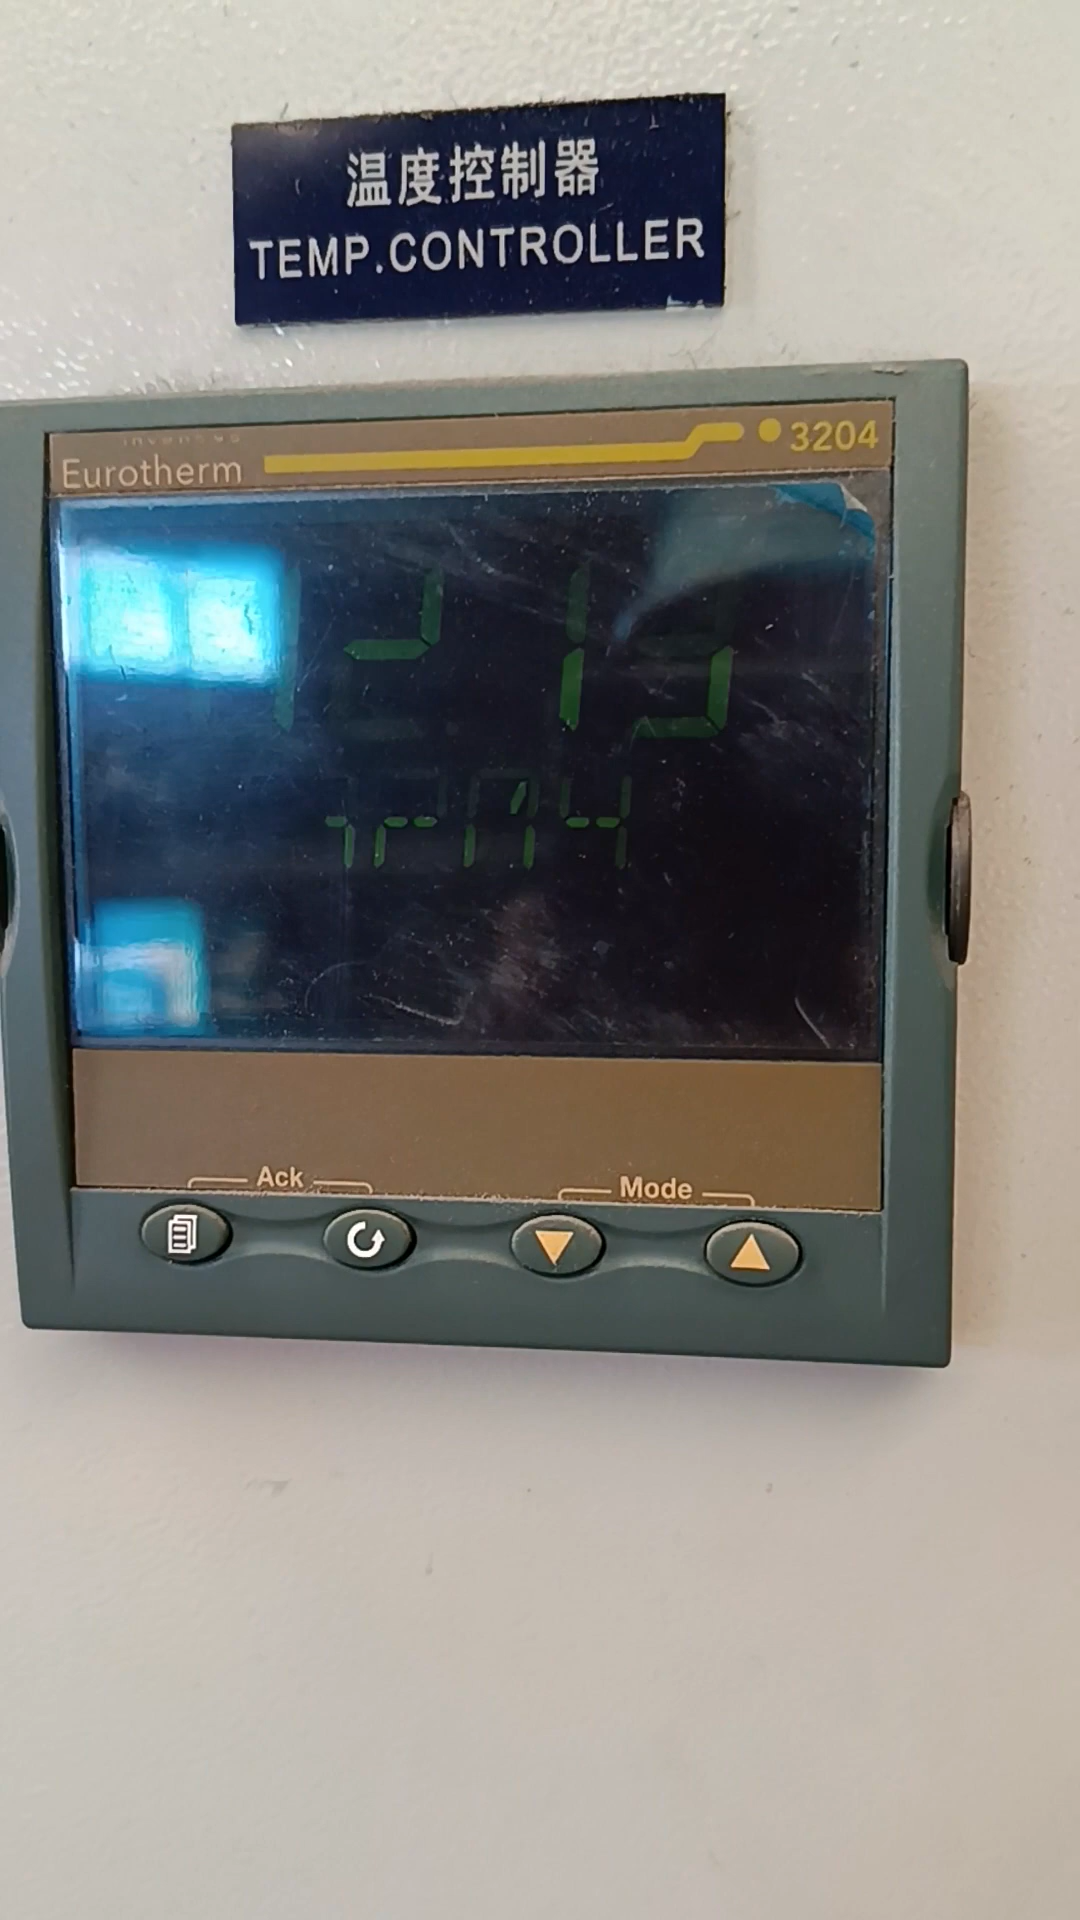 温度控制器
TEMP.CONTROLLER
Eurotherm
3204
Ack
Mode